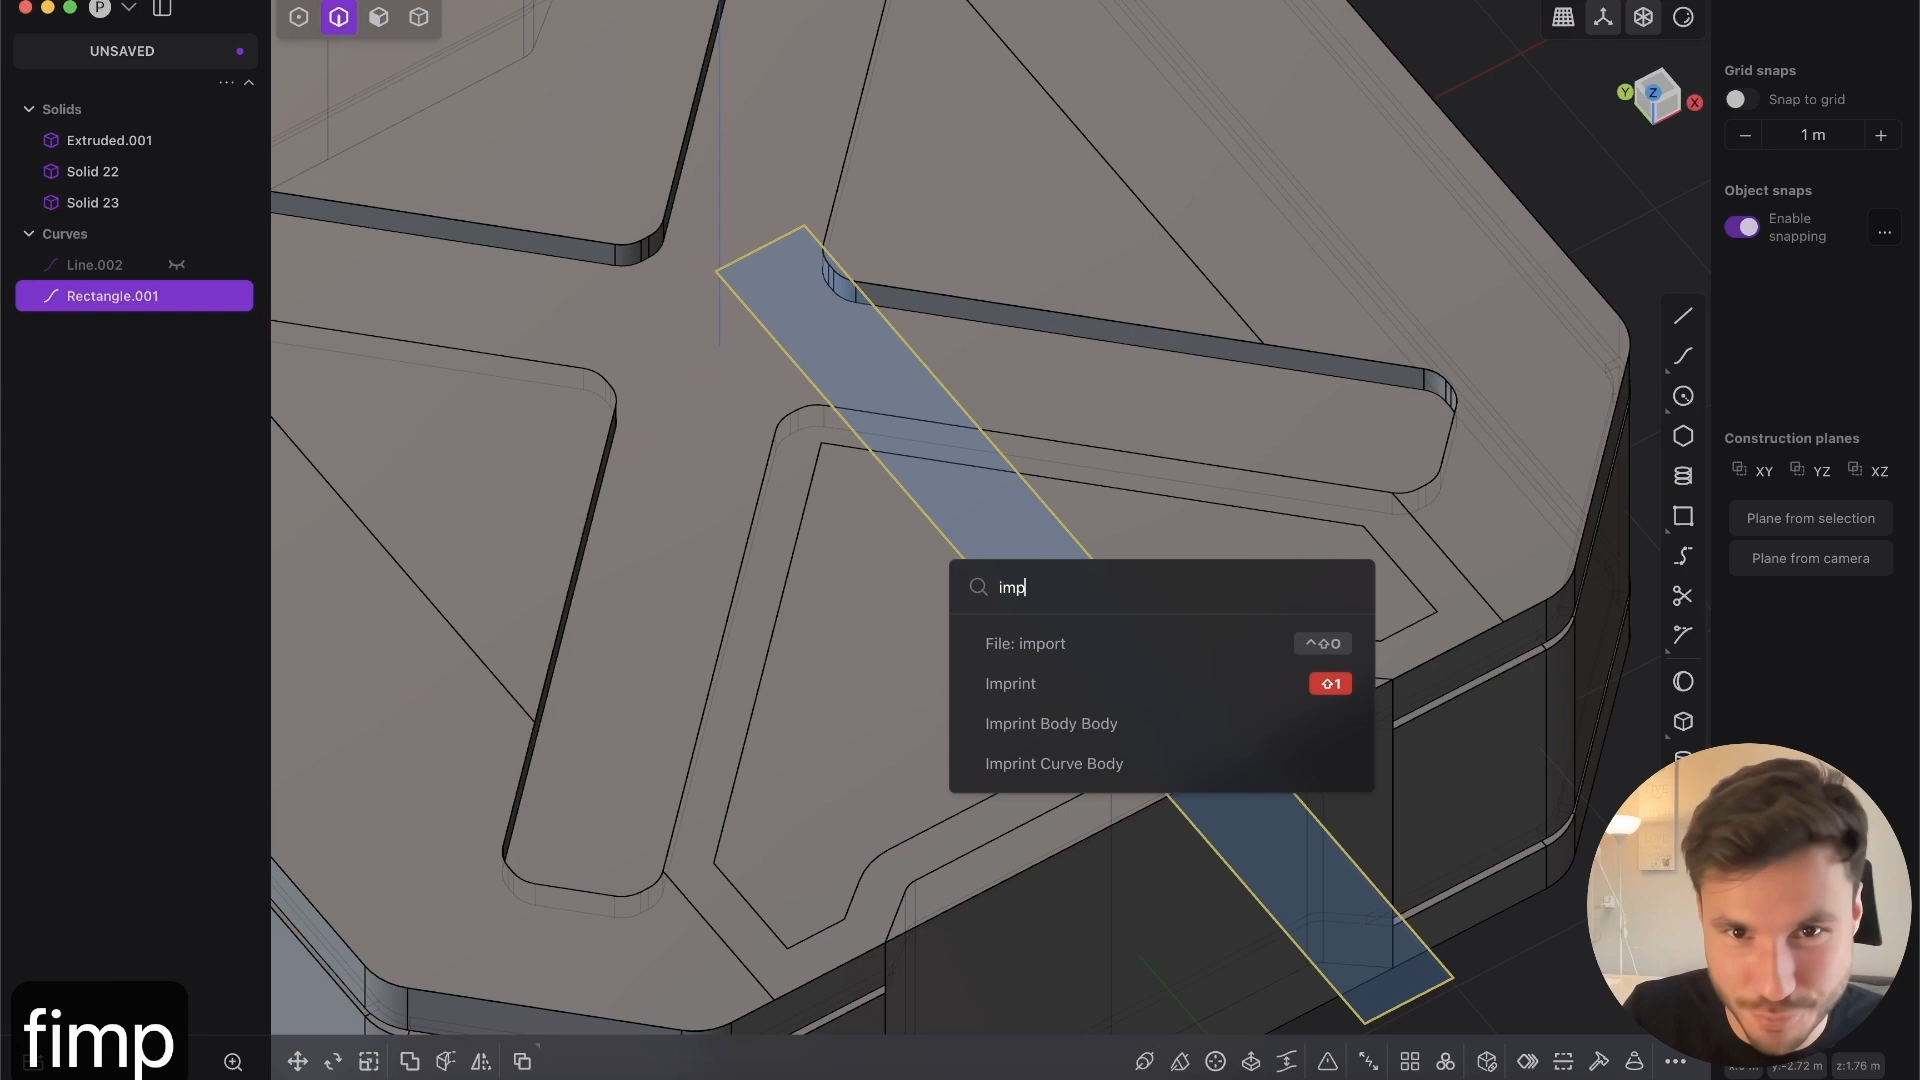 P
UNSAVED
Solids
Extruded.001
Solid 22
Solid 23
Curves
Line.002
Rectangle.001
Y
Z
X
Grid snaps
Snap to grid
1 m
Object snaps
Enable
snapping
...
Construction planes
XY
YZ
XZ
Plane from selection
Plane from camera
imp
File: import
^⇧O
Imprint
⇧1
Imprint Body Body
Imprint Curve Body
fimp
y:-2.72 m
z:1.76 m